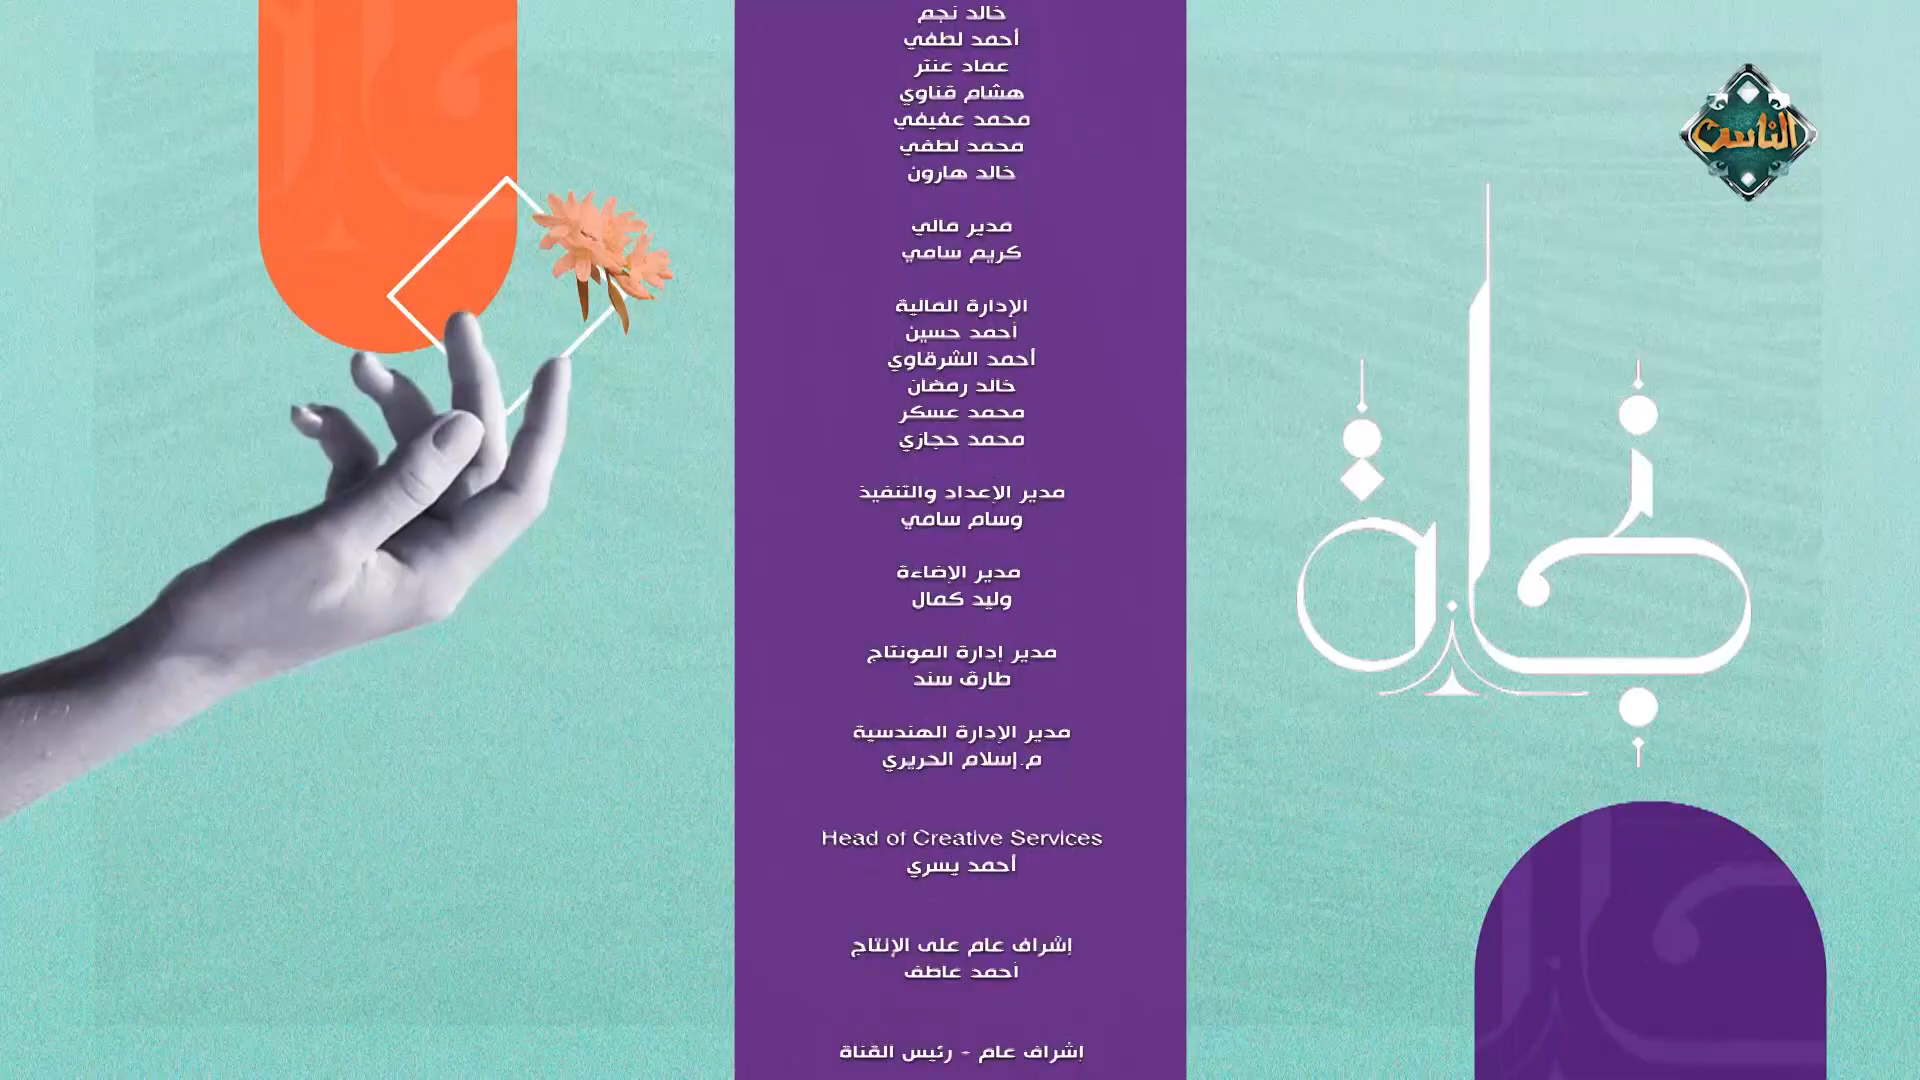 خالد نجم
أحمد لطفي
عماد عنتر
هشام قناوي
محمد عفيفي
محمد لطفي
خالد هارون
مدير مالي
كريم سامي
الإدارة المالية
أحمد حسين
أحمد الشرقاوي
خالد رمضان
محمد عسكر
محمد حجازي
مدير الإعداد والتنفيذ
وسام سامي
مدير الإضاءة
وليد كمال
مدير إدارة المونتاج
طارق سند
مدير الإدارة الهندسية
م.إسلام الحريري
Head of Creative Services
أحمد يسري
إشراف عام على الإنتاج
أحمد عاطف
إشراف عام - رئيس القناة
الناس